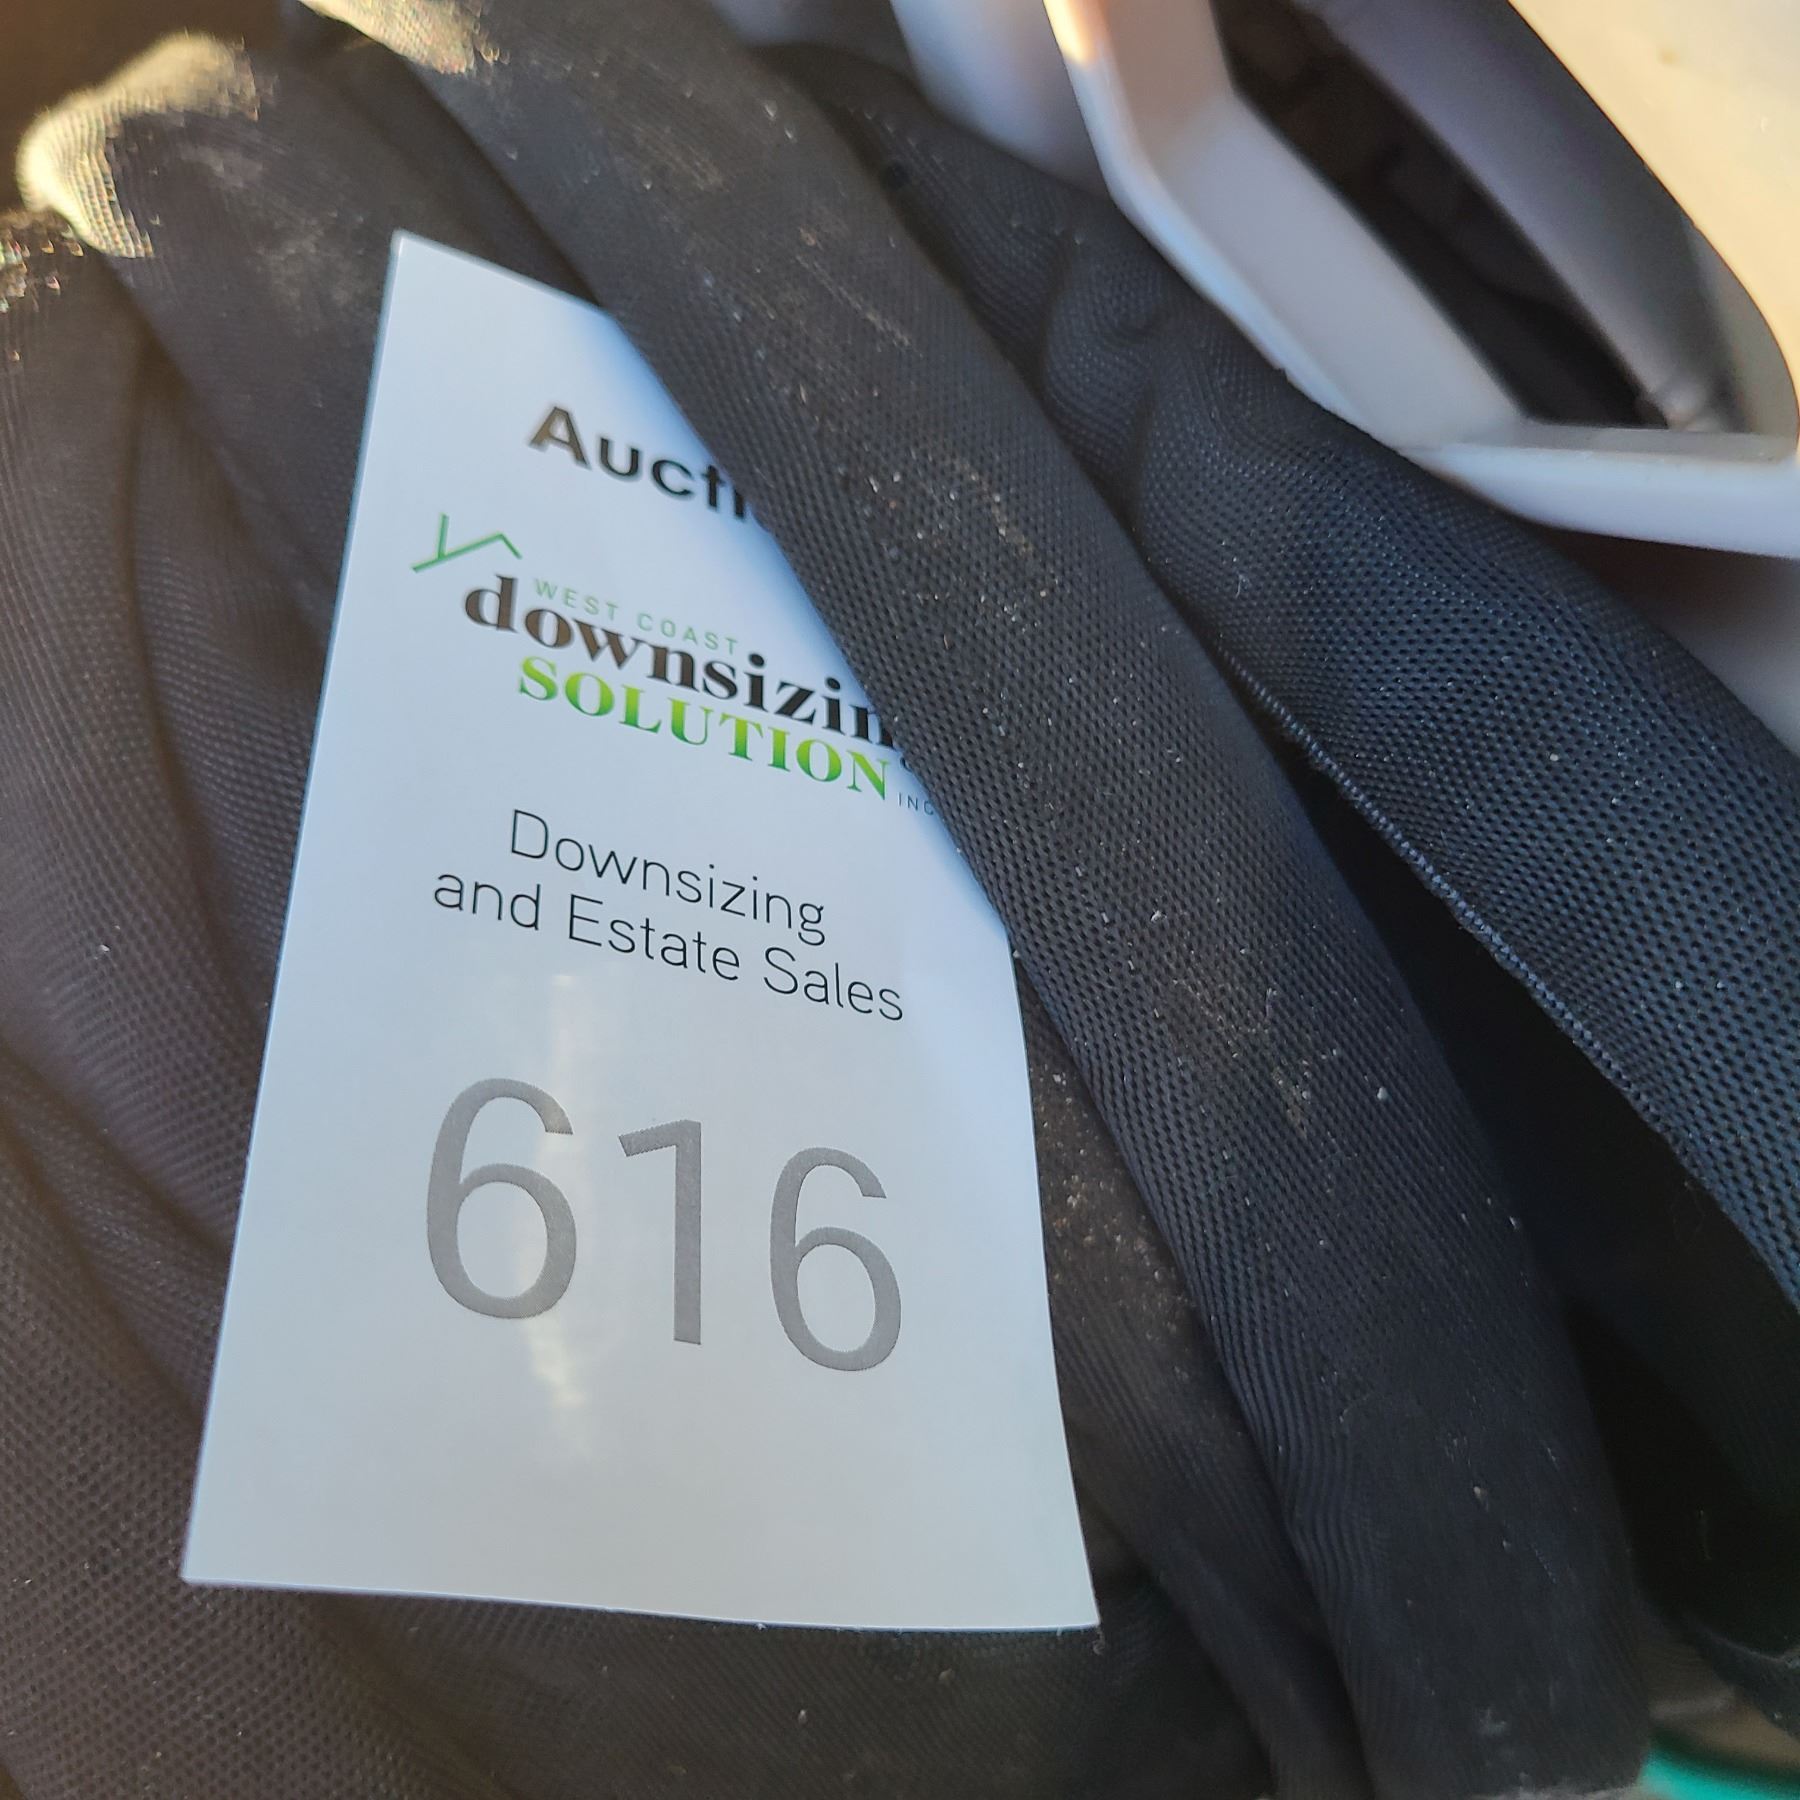 Aucti
WEST COAST
downsizin
SOLUTION INC
Downsizing
and Estate Sales
616